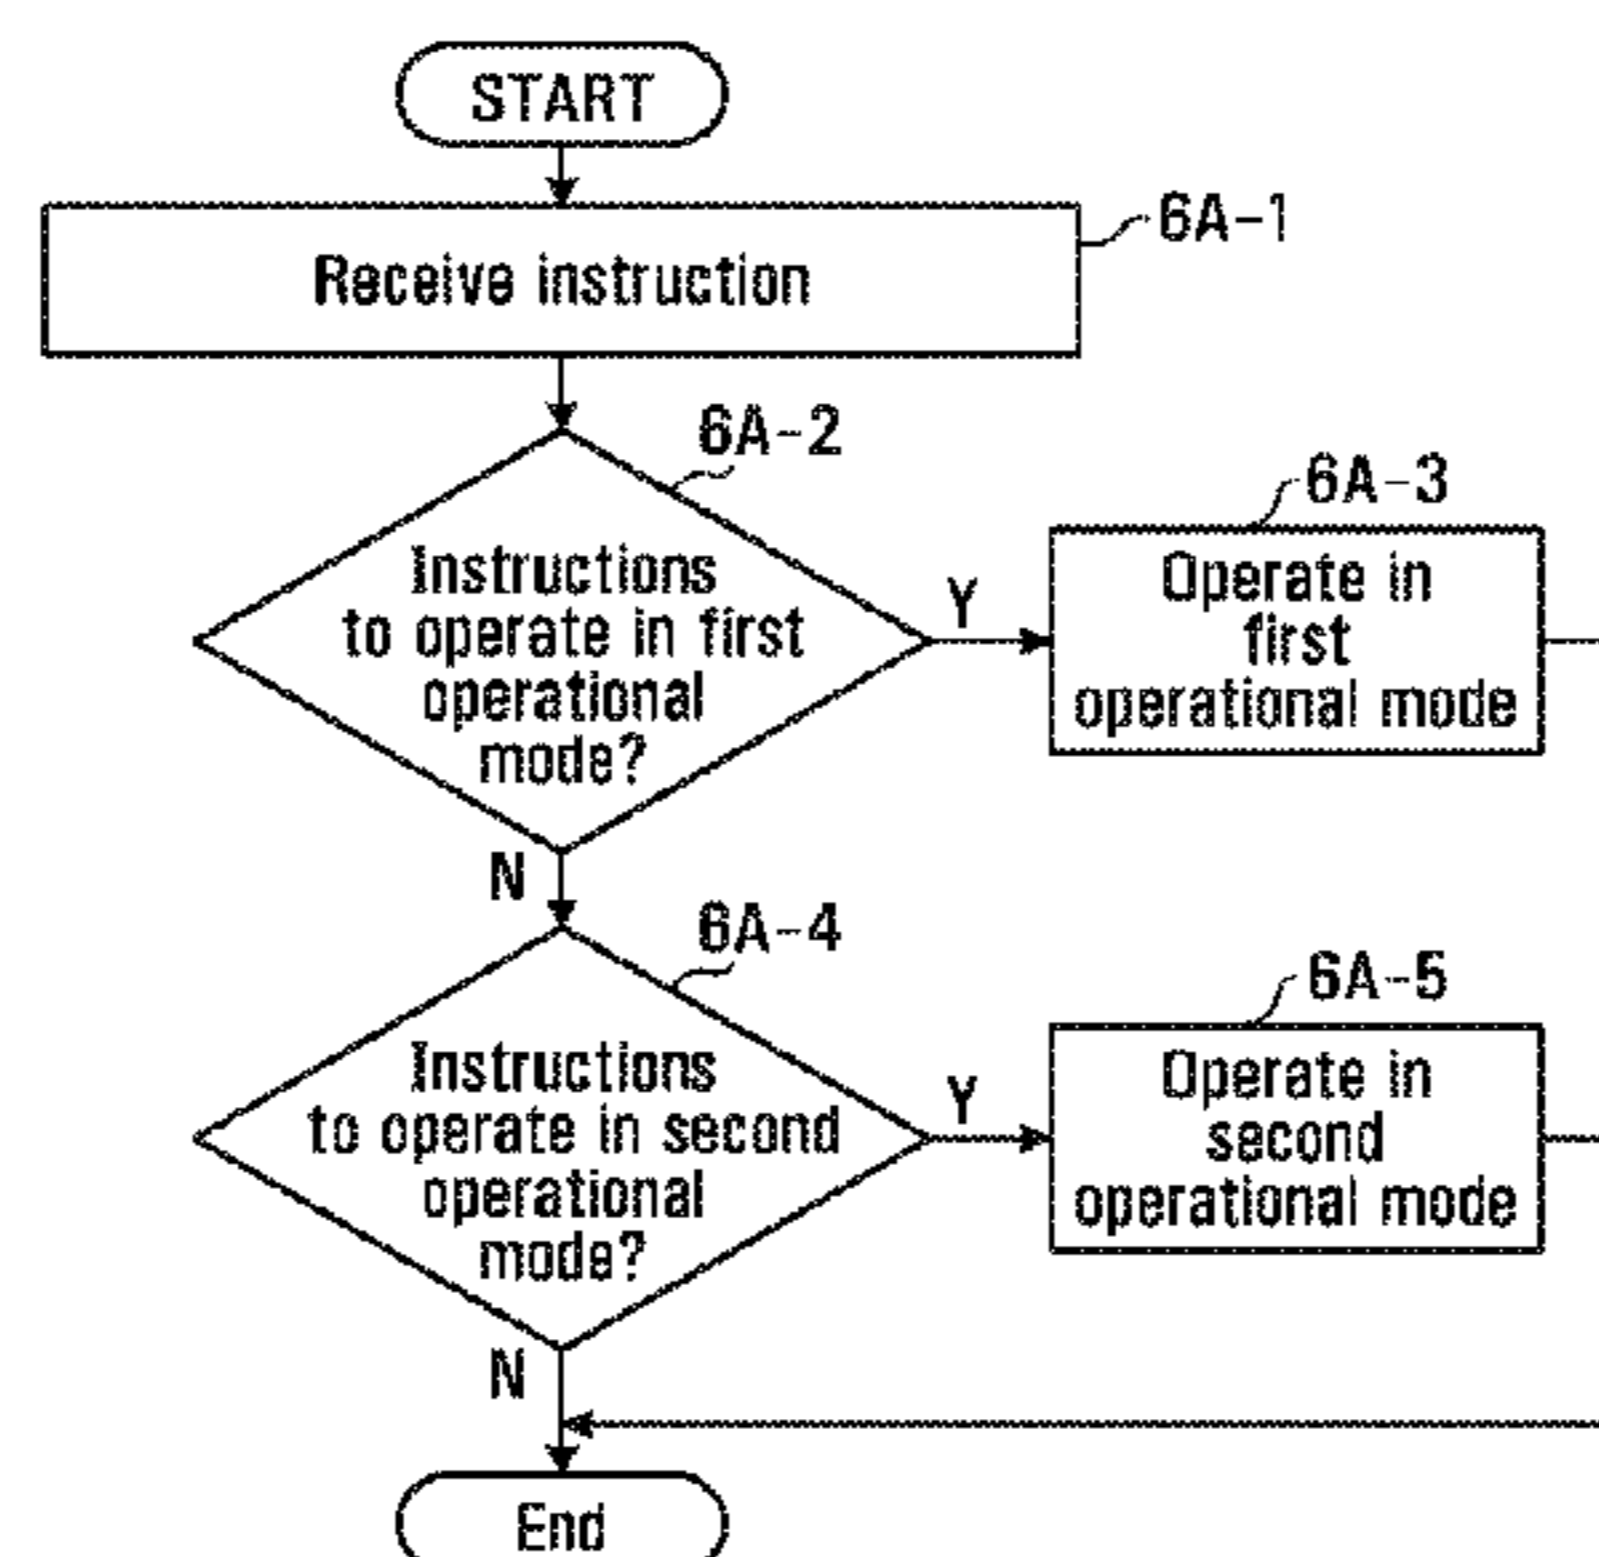 START
6A-1
Receive instruction
6A-2
Instructions
to operate in first
operational
mode?
Y
6A-3
Operate in
first
operational mode
N
6A-4
Instructions
to operate in second
operational
mode?
Y
6A-5
Operate in
second
operational mode
N
End